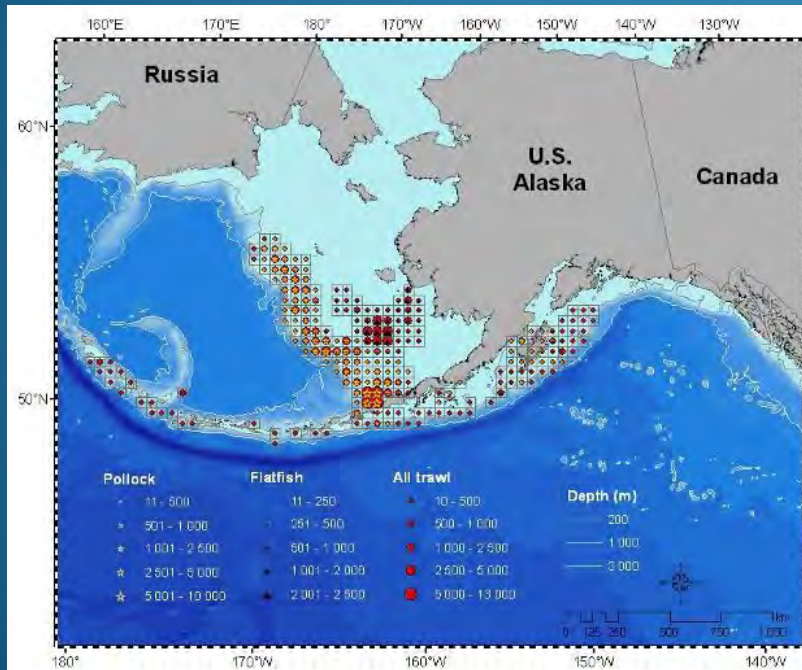 160°E 170°E 180° 170°W 160°W 150°W 140°W 130°W
Russia
60°N
U.S.
Alaska
Canada
50°N
Pollock
11 - 500
501 - 1 000
1 001 - 2 500
2 501 - 5 000
5 001 - 10 000
Flatfish
11 - 250
251 - 500
501 - 1 000
1 001 - 2 000
2 001 - 2 500
All trawl
10 - 500
500 - 1 000
1 000 - 2 500
2 500 - 5 000
5 000 - 13 000
Depth (m)
200
1 000
3 000
km
0 125 250 500 750 1,000
180° 170°W 160°W 150°W 140°W